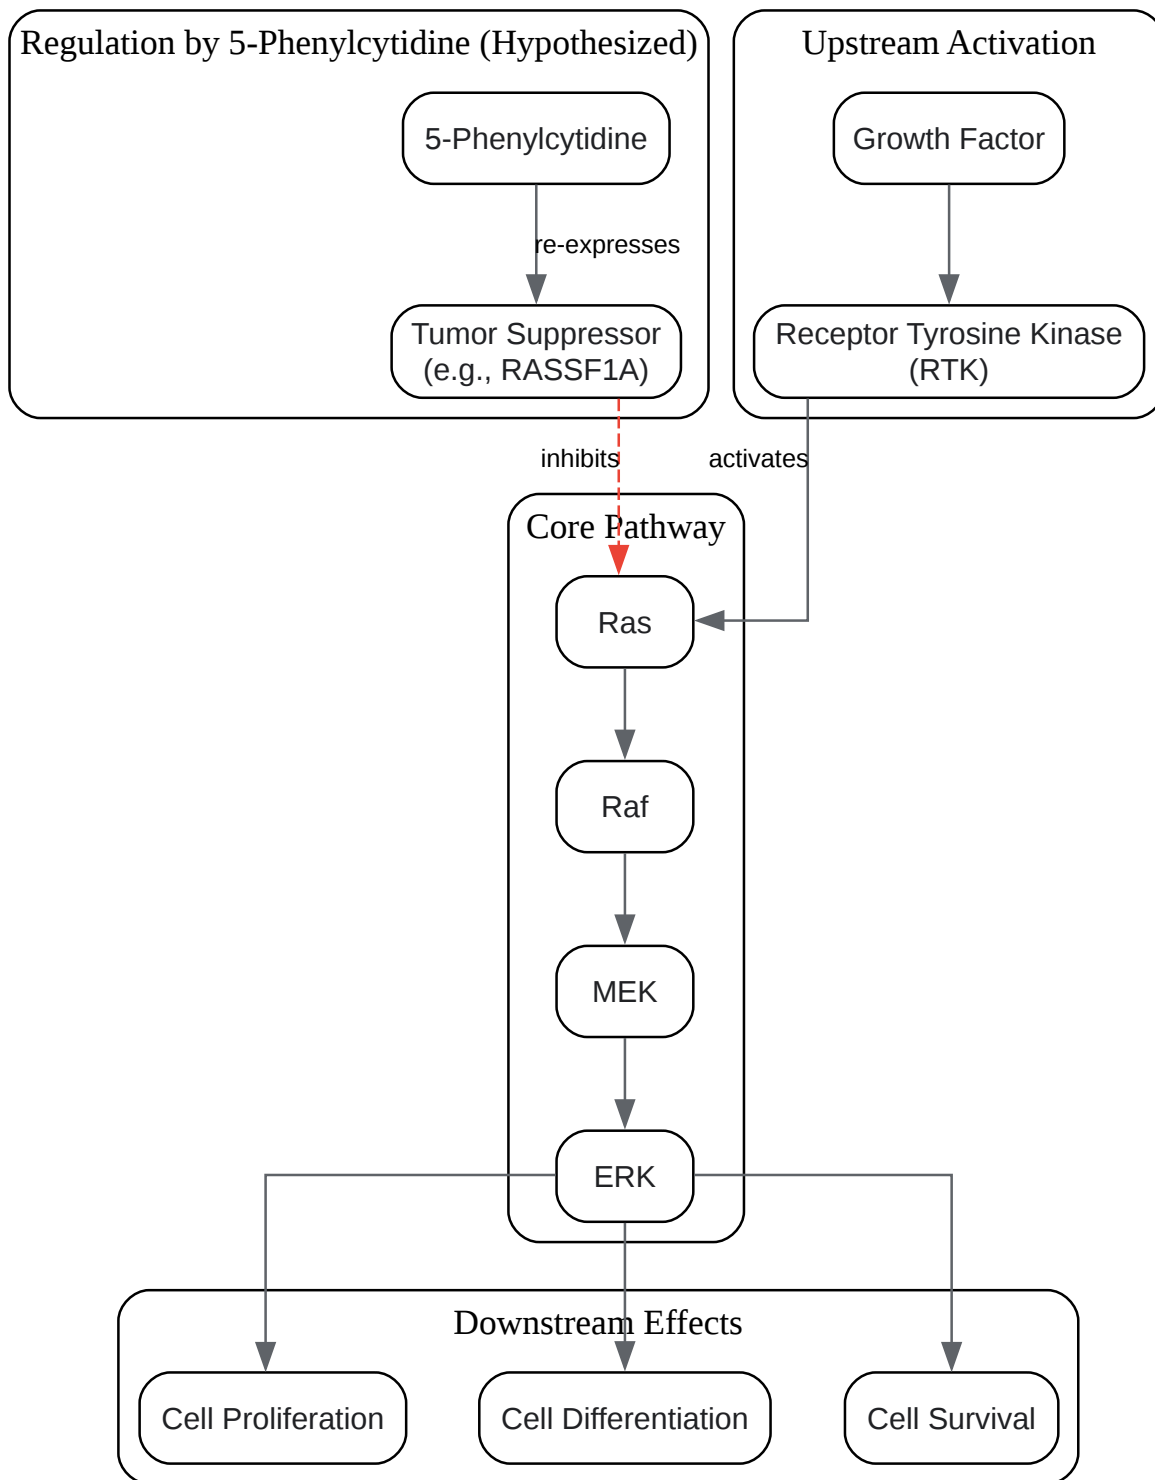 Regulation by 5-Phenylcytidine (Hypothesized)
Upstream Activation
5-Phenylcytidine
Growth Factor
re-expresses
Tumor Suppressor
(e.g., RASSF1A)
Receptor Tyrosine Kinase
(RTK)
inhibits
activates
Core Pathway
Ras
Raf
MEK
ERK
Downstream Effects
Cell Proliferation
Cell Differentiation
Cell Survival